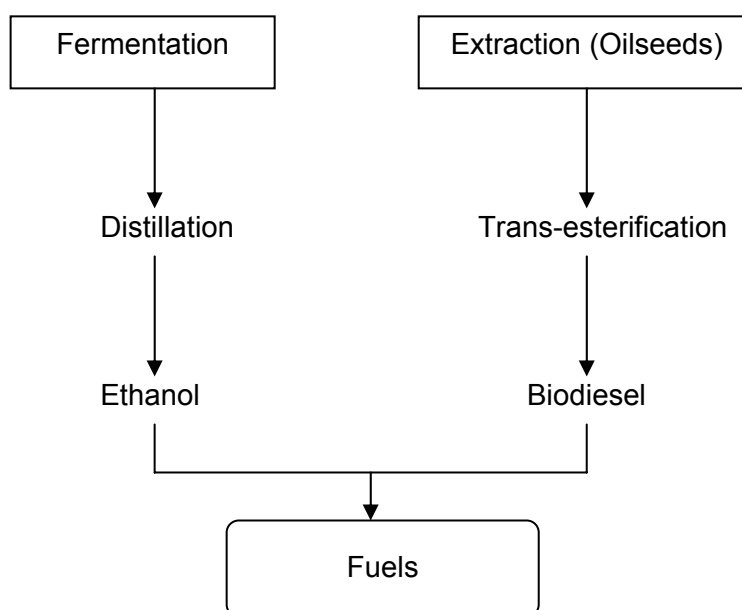 Fermentation
Extraction (Oilseeds)
Distillation
Trans-esterification
Ethanol
Biodiesel
Fuels